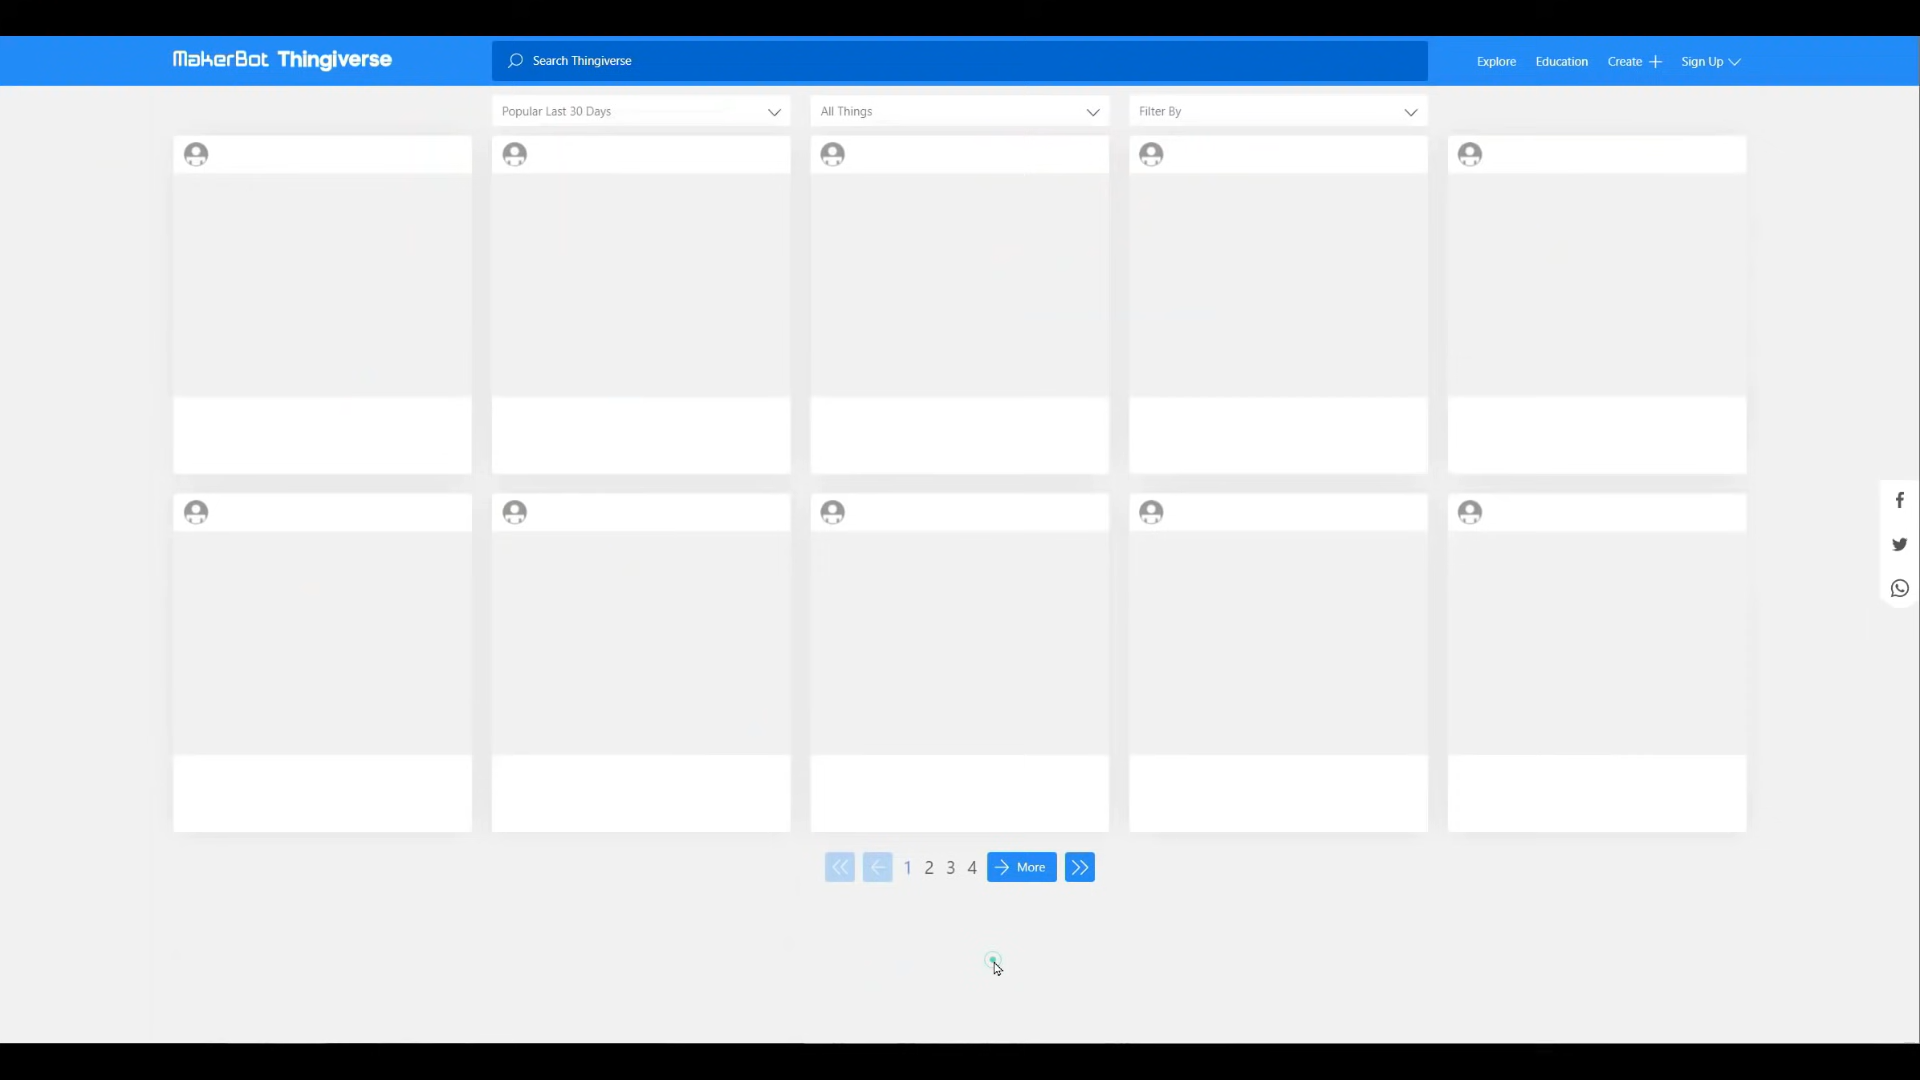 MakerBot Thingiverse
Search Thingiverse
Explore
Education
Create
Sign Up
Popular Last 30 Days
All Things
Filter By
1 2 3 4
More